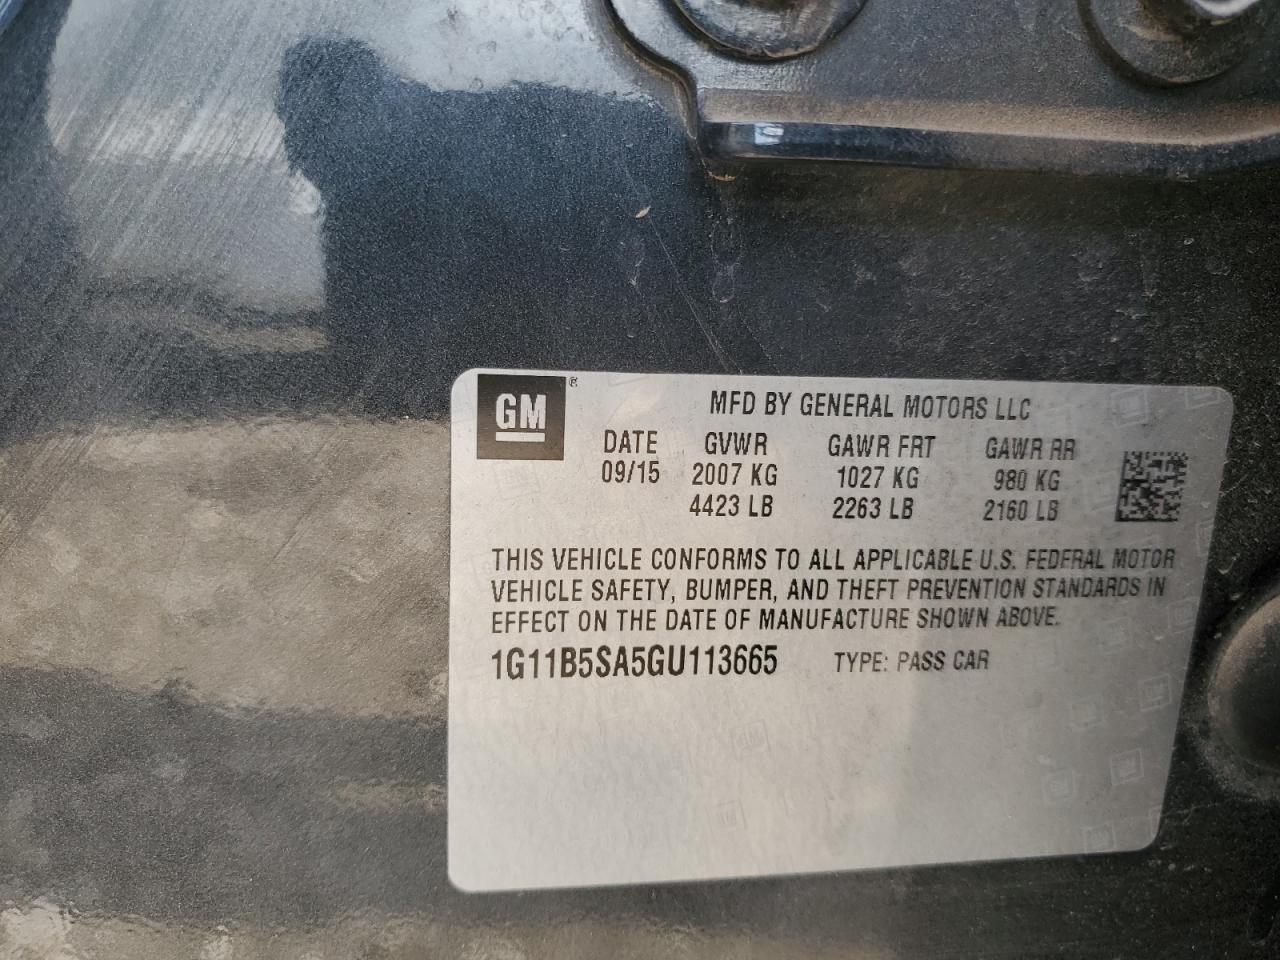 GM ®
MFD BY GENERAL MOTORS LLC
DATE GVWR GAWR FRT GAWR RR
09/15 2007 KG 1027 KG 980 KG
4423 LB 2263 LB 2160 LB
THIS VEHICLE CONFORMS TO ALL APPLICABLE U.S. FEDERAL MOTOR
VEHICLE SAFETY, BUMPER, AND THEFT PREVENTION STANDARDS IN
EFFECT ON THE DATE OF MANUFACTURE SHOWN ABOVE.
1G11B5SA5GU113665 TYPE: PASS CAR